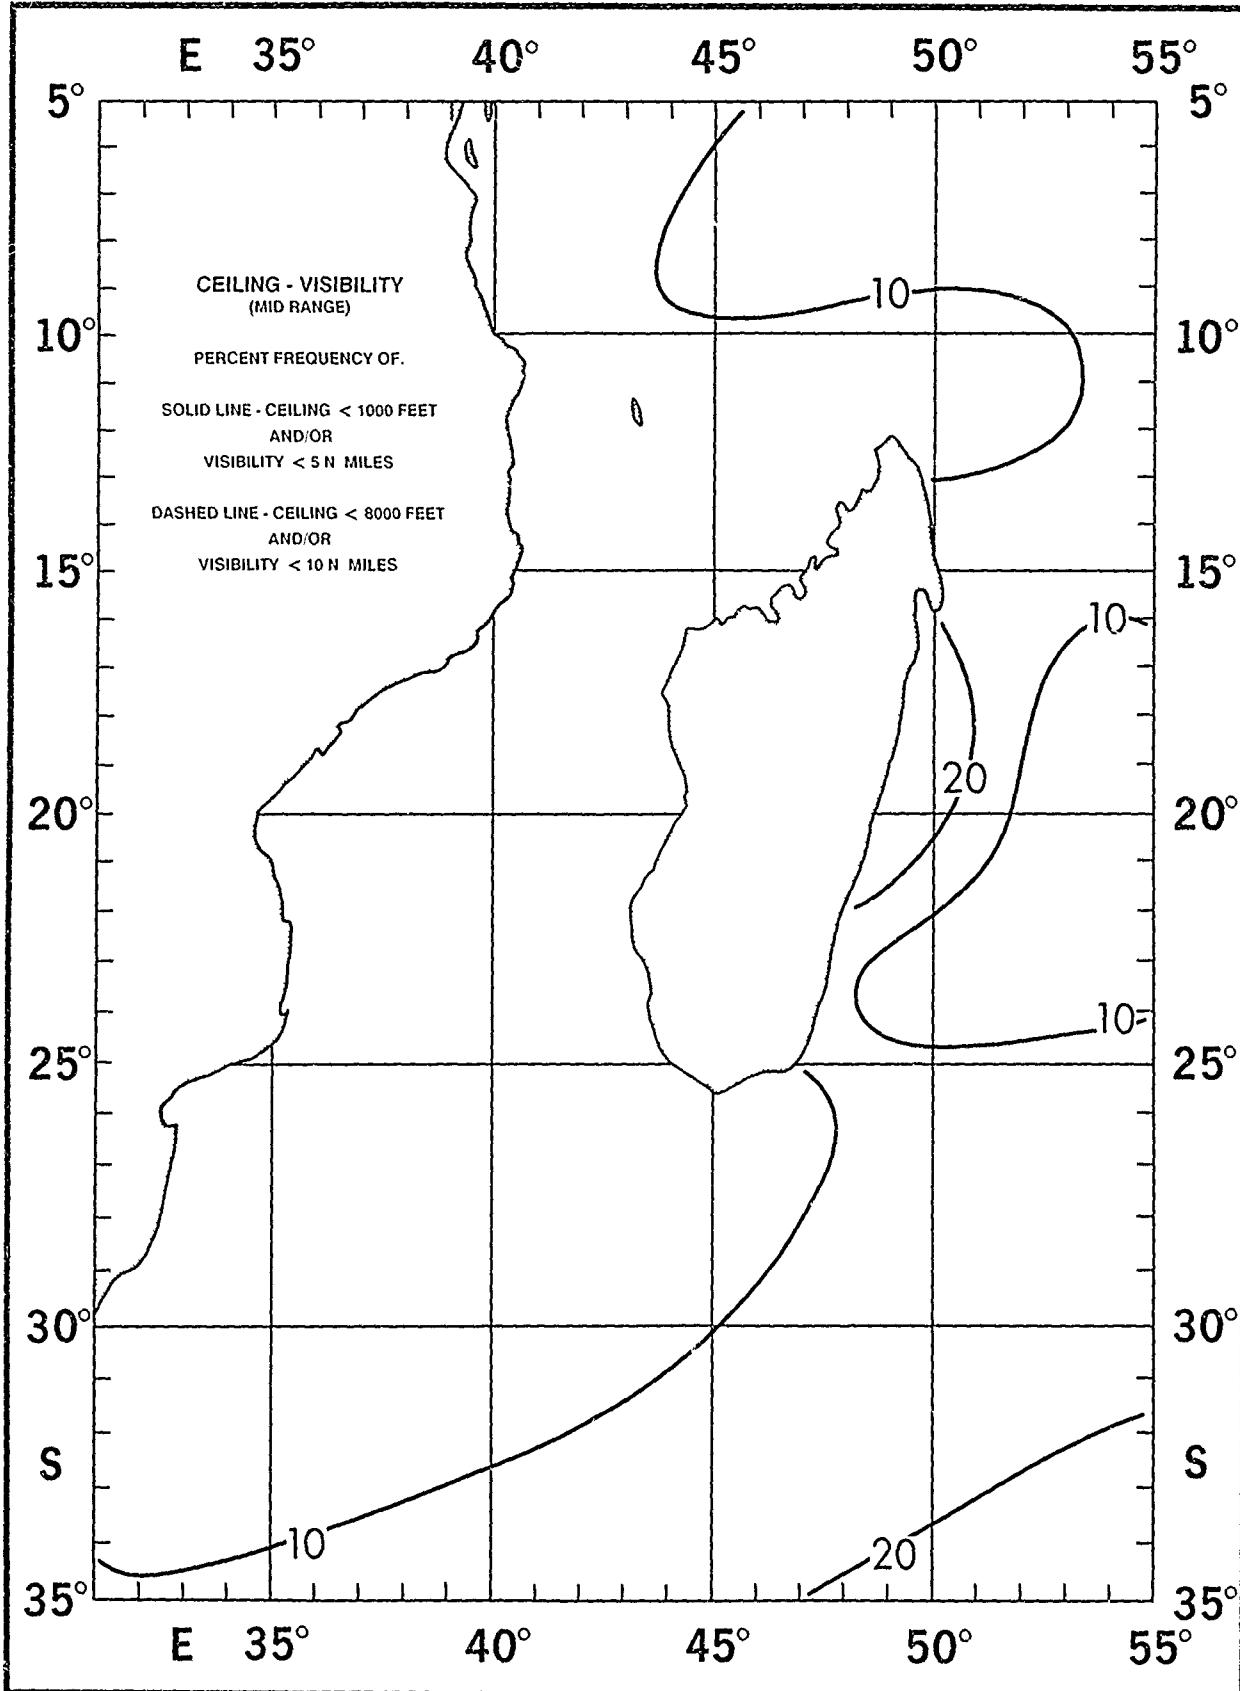 E 35° 40° 45° 50° 55°
5° 5°
CEILING - VISIBILITY
(MID RANGE)
10
10° 10°
PERCENT FREQUENCY OF.
SOLID LINE - CEILING < 1000 FEET
AND/OR
VISIBILITY < 5 N MILES
DASHED LINE - CEILING < 8000 FEET
AND/OR
VISIBILITY < 10 N MILES
15° 15°
10
20
20° 20°
10
25° 25°
30° 30°
S S
10
20
35° 35°
E 35° 40° 45° 50° 55°